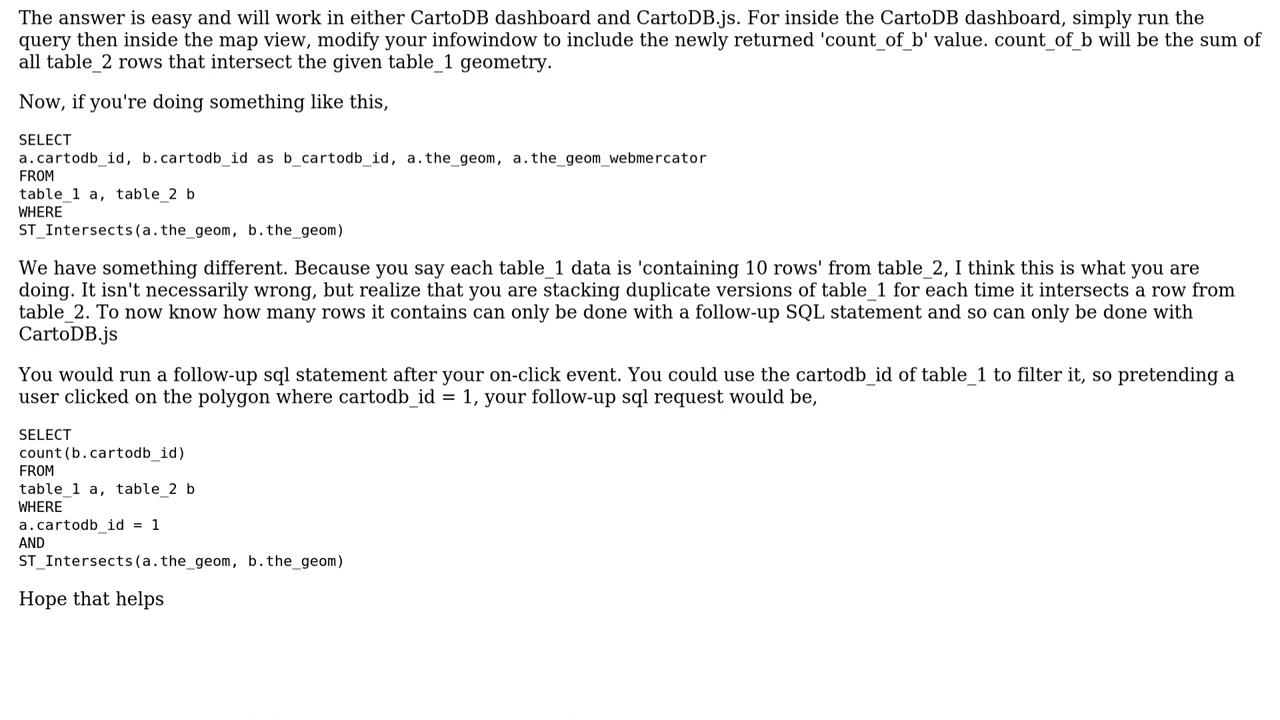 The answer is easy and will work in either CartoDB dashboard and CartoDB.js. For inside the CartoDB dashboard, simply run the
query then inside the map view, modify your infowindow to include the newly returned 'count_of_b' value. count_of_b will be the sum of
all table_2 rows that intersect the given table_1 geometry.
Now, if you're doing something like this,
SELECT
a.cartodb_id, b.cartodb_id as b_cartodb_id, a.the_geom, a.the_geom_webmercator
FROM
table_1 a, table_2 b
WHERE
ST_Intersects(a.the_geom, b.the_geom)
We have something different. Because you say each table_1 data is 'containing 10 rows' from table_2, I think this is what you are
doing. It isn't necessarily wrong, but realize that you are stacking duplicate versions of table_1 for each time it intersects a row from
table_2. To now know how many rows it contains can only be done with a follow-up SQL statement and so can only be done with
CartoDB.js
You would run a follow-up sql statement after your on-click event. You could use the cartodb_id of table_1 to filter it, so pretending a
user clicked on the polygon where cartodb_id = 1, your follow-up sql request would be,
SELECT
count(b.cartodb_id)
FROM
table_1 a, table_2 b
WHERE
a.cartodb_id = 1
AND
ST_Intersects(a.the_geom, b.the_geom)
Hope that helps